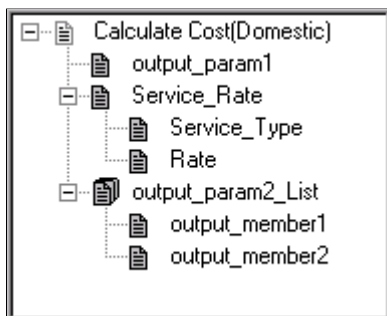 Calculate Cost(Domestic)
output_param1
Service_Rate
Service_Type
Rate
output_param2_List
output_member1
output_member2